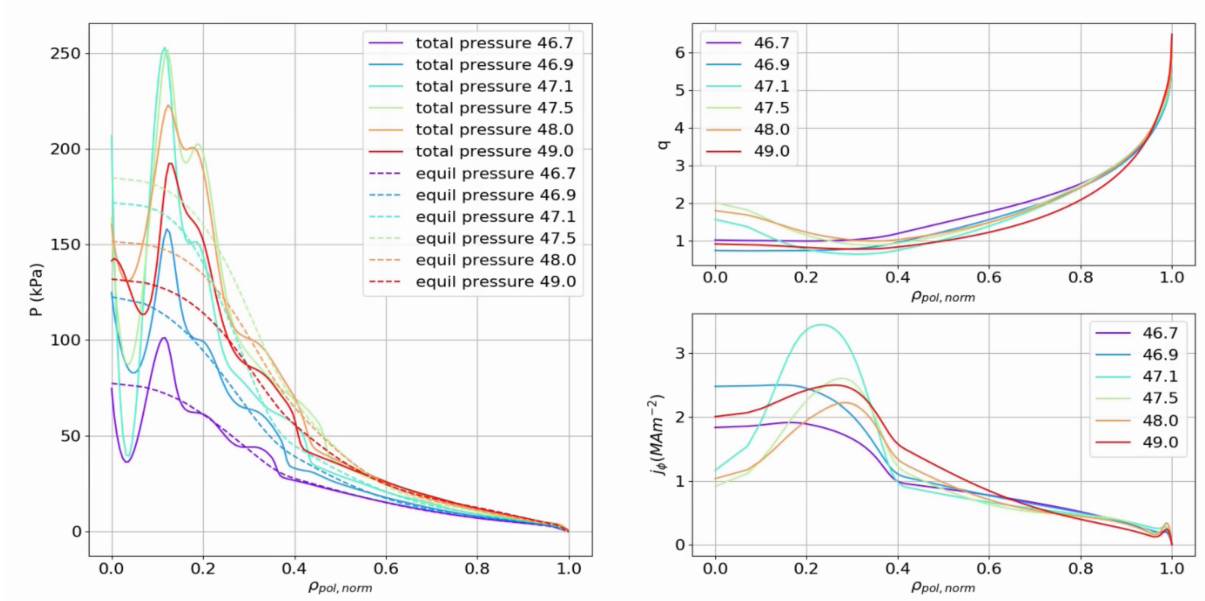 250
200
150
100
50
0
P (kPa)
0.0 0.2 0.4 0.6 0.8 1.0
ρpol, norm
total pressure 46.7
total pressure 46.9
total pressure 47.1
total pressure 47.5
total pressure 48.0
total pressure 49.0
equil pressure 46.7
equil pressure 46.9
equil pressure 47.1
equil pressure 47.5
equil pressure 48.0
equil pressure 49.0
6
5
4
3
2
1
q
46.7
46.9
47.1
47.5
48.0
49.0
0.0 0.2 0.4 0.6 0.8 1.0
ρpol, norm
3
2
1
0
jϕ(MAm⁻²)
46.7
46.9
47.1
47.5
48.0
49.0
0.0 0.2 0.4 0.6 0.8 1.0
ρpol, norm